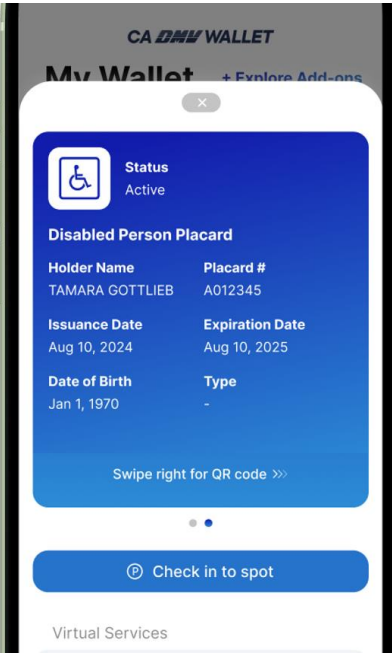 CA DMV WALLET
My Wallet + Explore Add-ons
Status
Active
Disabled Person Placard
Holder Name Placard #
TAMARA GOTTLIEB A012345
Issuance Date Expiration Date
Aug 10, 2024 Aug 10, 2025
Date of Birth Type
Jan 1, 1970 -
Swipe right for QR code >>>
P Check in to spot
Virtual Services